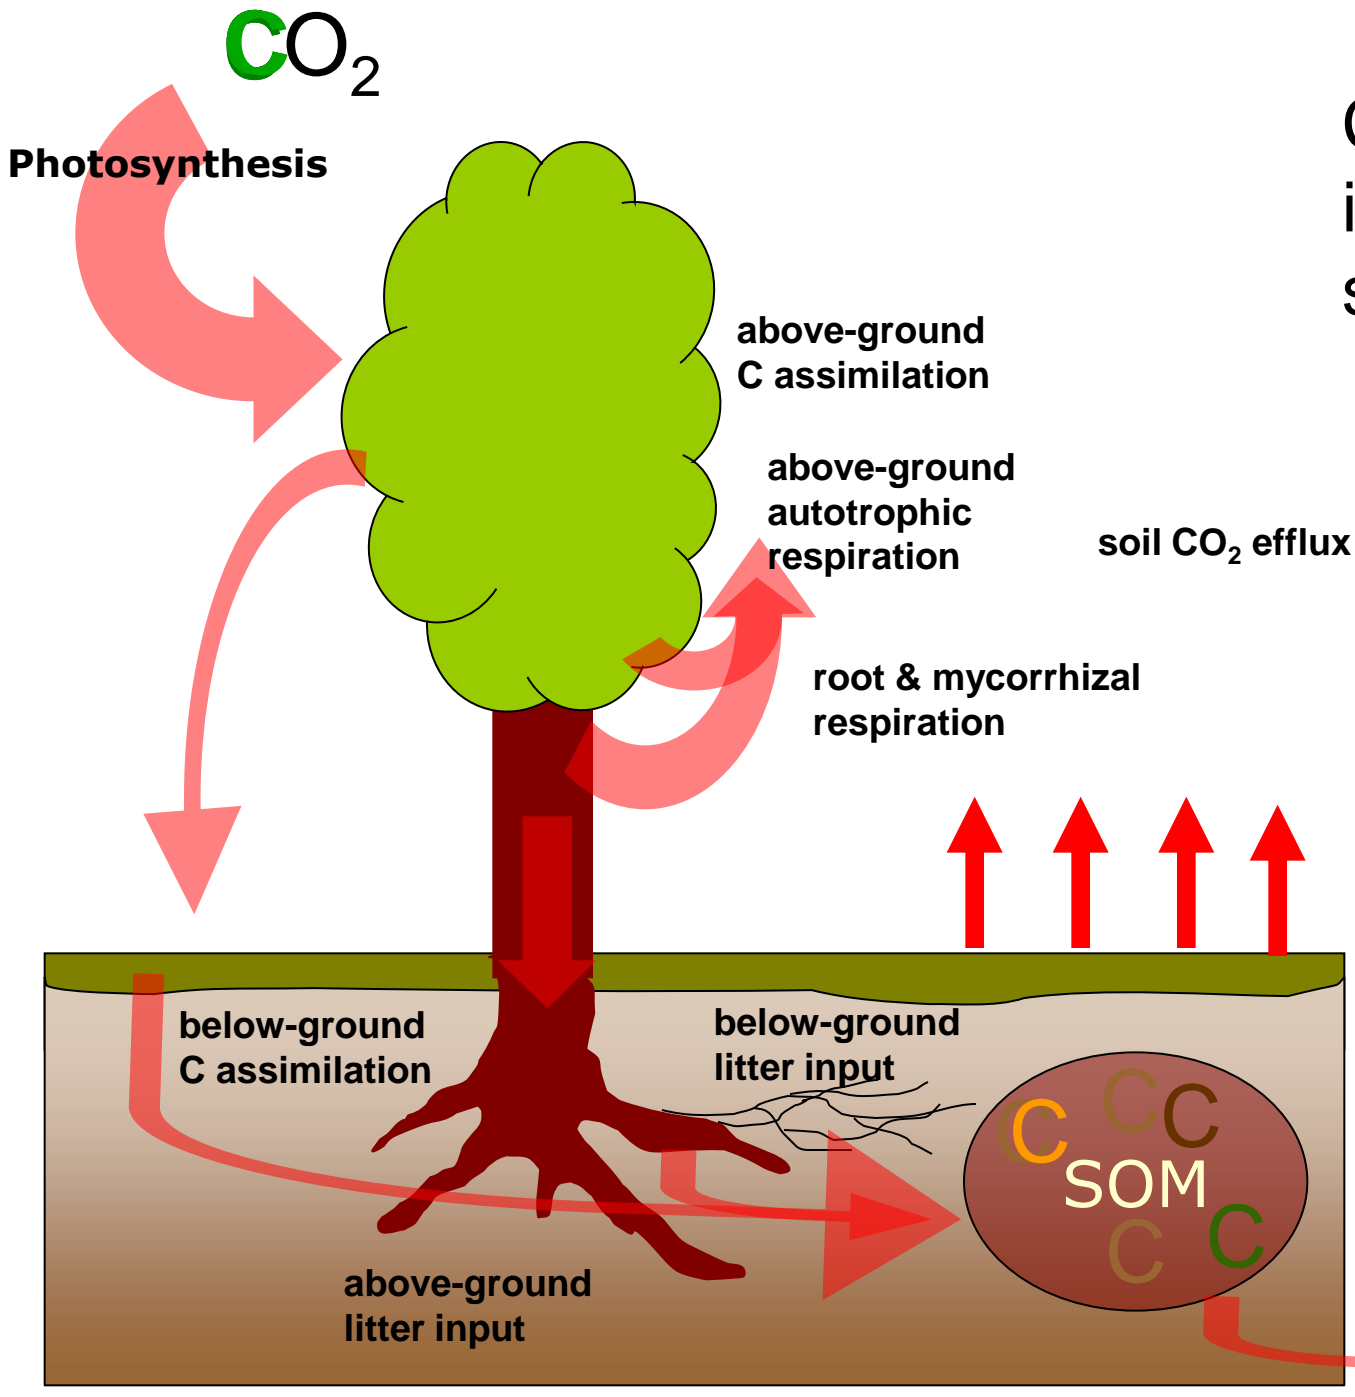 CO₂
Photosynthesis
above-ground
C assimilation
above-ground
autotrophic
respiration
soil CO₂ efflux
root & mycorrhizal
respiration
below-ground
C assimilation
below-ground
litter input
C
C
C
SOM
C
C
above-ground
litter input